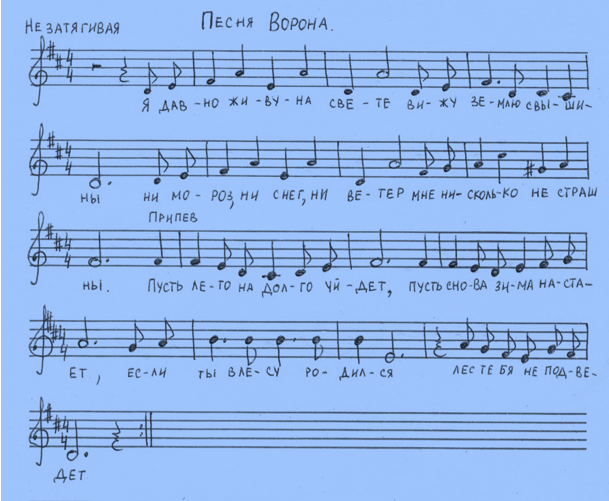 Песня Ворона.
Не затягивая
Я дав-но жи-ву-на све-те ви-жу зе-млю свы-ши-
ны ни мо-роз, ни снег, ни ве-тер мне ни-сколь-ко не страш
Припев
ны. Пусть ле-то на дол-го уй-дет, пусть сно-ва зи-ма на-ста-
ет, ес-ли ты в ле-су ро-дил-ся лес те бя не под-ве-
дет